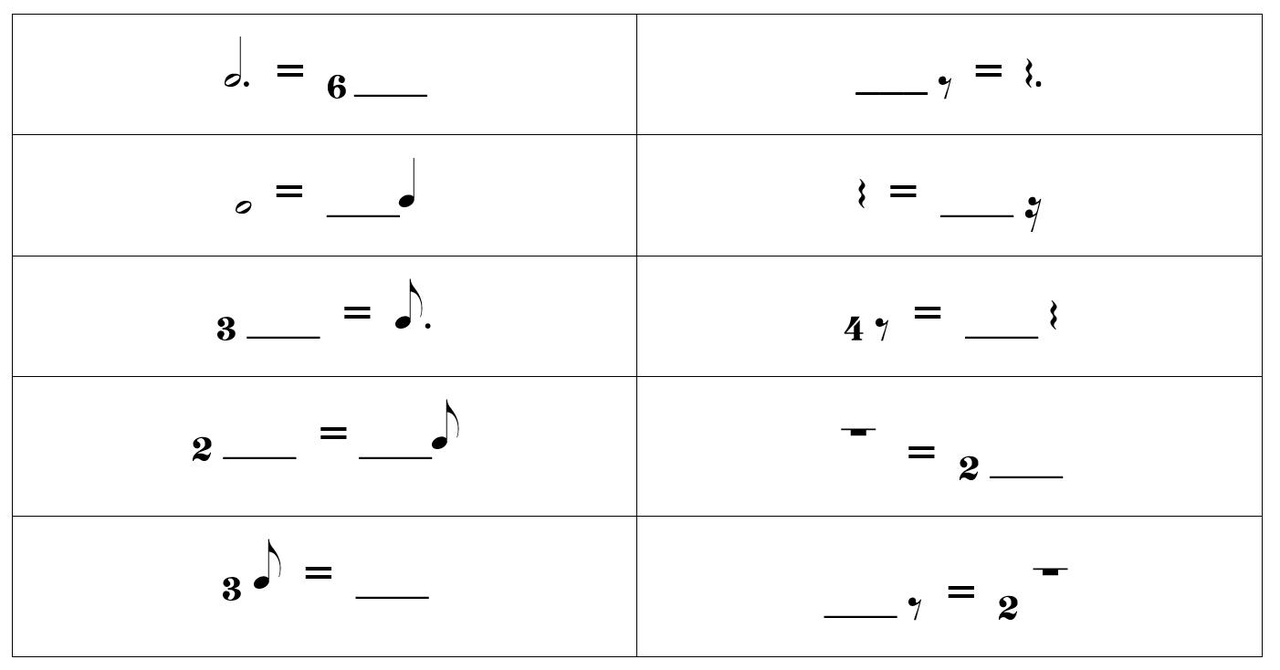 𝅗𝅥. = 6 ____
____ 𝄾 = 𝄽.
𝅗 = ____ ♩
𝄽 = ____ 𝄿
3 ____ = ♪.
4 𝄾 = ____ 𝄽
2 ____ = ____ ♪
𝄻 = 2 ____
3 ♪ = ____
____ 𝄾 = 2 𝄻